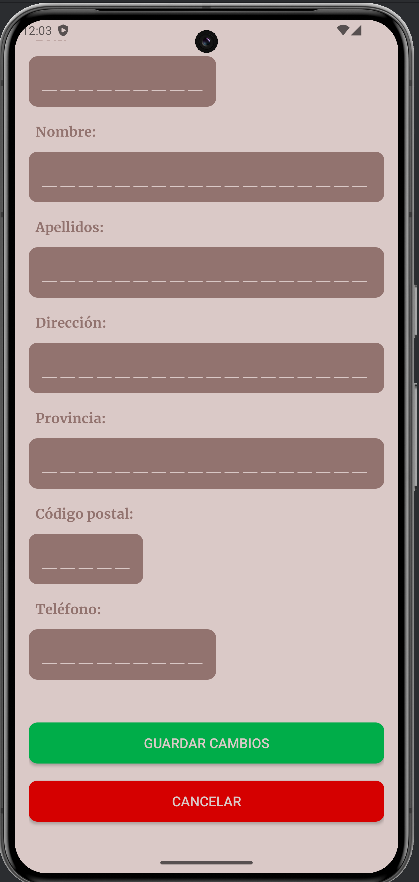 12:03
_ _ _ _ _ _ _ _ _
Nombre:
_ _ _ _ _ _ _ _ _ _ _ _ _ _ _ _ _ _
Apellidos:
_ _ _ _ _ _ _ _ _ _ _ _ _ _ _ _ _ _
Dirección:
_ _ _ _ _ _ _ _ _ _ _ _ _ _ _ _ _ _
Provincia:
_ _ _ _ _ _ _ _ _ _ _ _ _ _ _ _ _ _
Código postal:
_ _ _ _ _
Teléfono:
_ _ _ _ _ _ _ _ _
GUARDAR CAMBIOS
CANCELAR